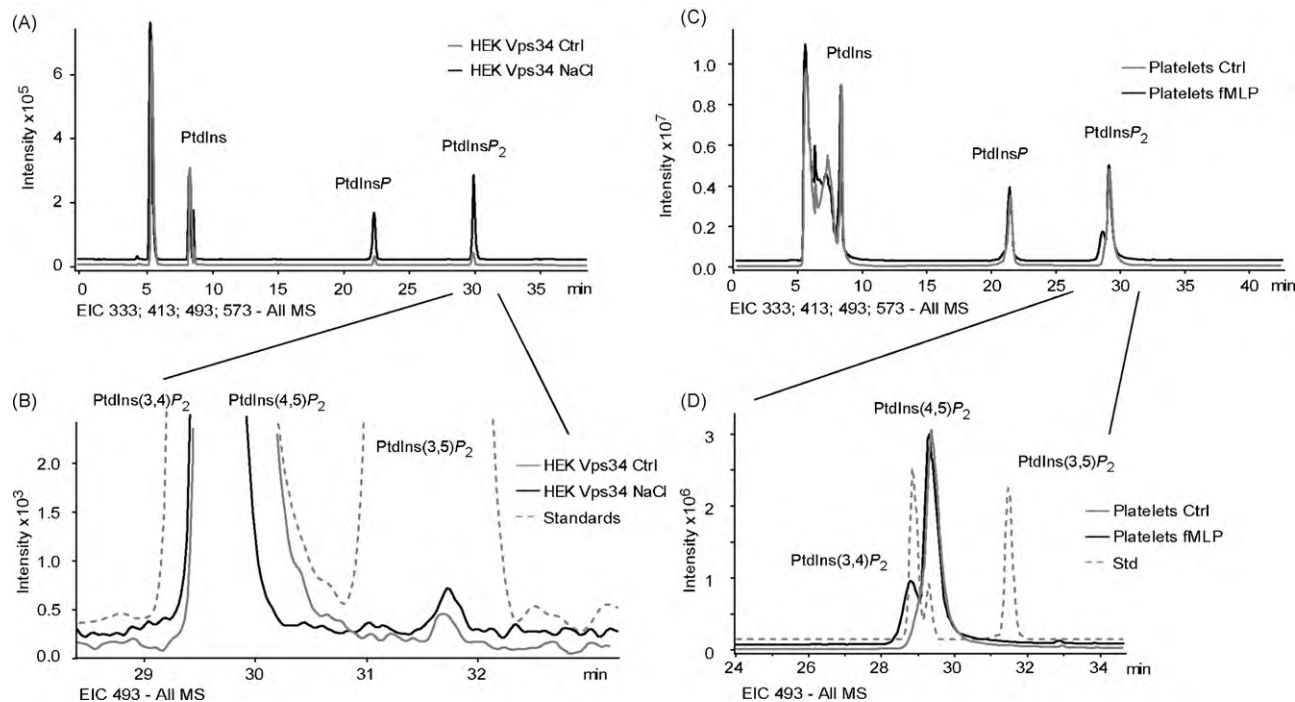 (A)
HEK Vps34 Ctrl
HEK Vps34 NaCl
PtdIns
PtdInsP
PtdInsP2
Intensity x10^5
6
4
2
0
0 5 10 15 20 25 30 35 min
EIC 333; 413; 493; 573 - All MS
(C)
PtdIns
Platelets Ctrl
Platelets fMLP
PtdInsP
PtdInsP2
Intensity x10^7
1.0
0.8
0.6
0.4
0.2
0.0
0 5 10 15 20 25 30 35 40 min
EIC 333; 413; 493; 573 - All MS
(B)
PtdIns(3,4)P2
PtdIns(4,5)P2
PtdIns(3,5)P2
HEK Vps34 Ctrl
HEK Vps34 NaCl
Standards
Intensity x10^3
2.0
1.5
1.0
0.5
0.0
29 30 31 32 min
EIC 493 - All MS
(D)
PtdIns(4,5)P2
PtdIns(3,5)P2
Platelets Ctrl
Platelets fMLP
Std
PtdIns(3,4)P2
Intensity x10^6
3
2
1
0
24 26 28 30 32 34 min
EIC 493 - All MS